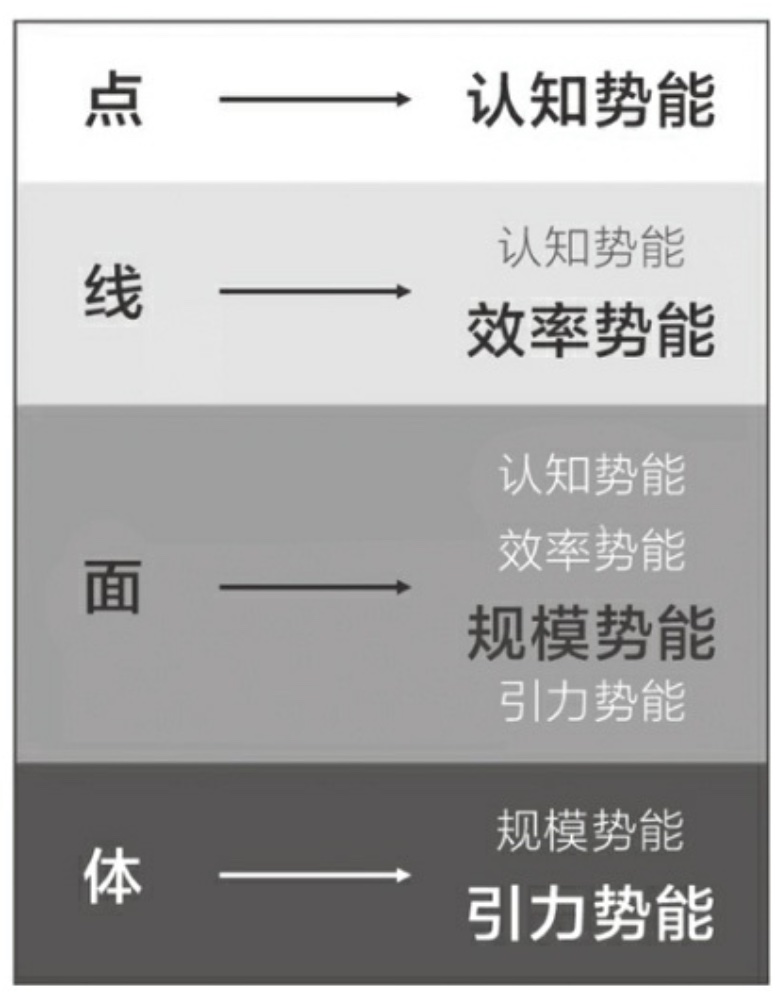 点 → 认知势能
线 → 认知势能
效率势能
面 → 认知势能
效率势能
规模势能
引力势能
体 → 规模势能
引力势能